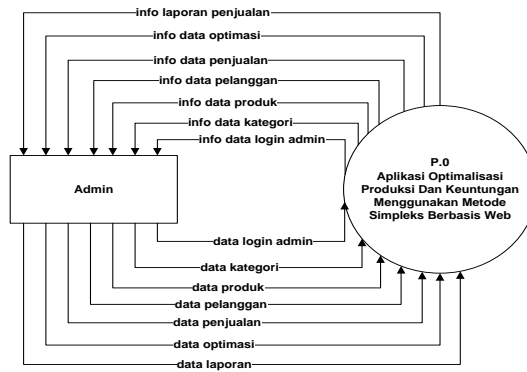 info laporan penjualan
info data optimasi
info data penjualan
info data pelanggan
info data produk
info data kategori
info data login admin
Admin
P.0
Aplikasi Optimalisasi
Produksi Dan Keuntungan
Menggunakan Metode
Simpleks Berbasis Web
data login admin
data kategori
data produk
data pelanggan
data penjualan
data optimasi
data laporan